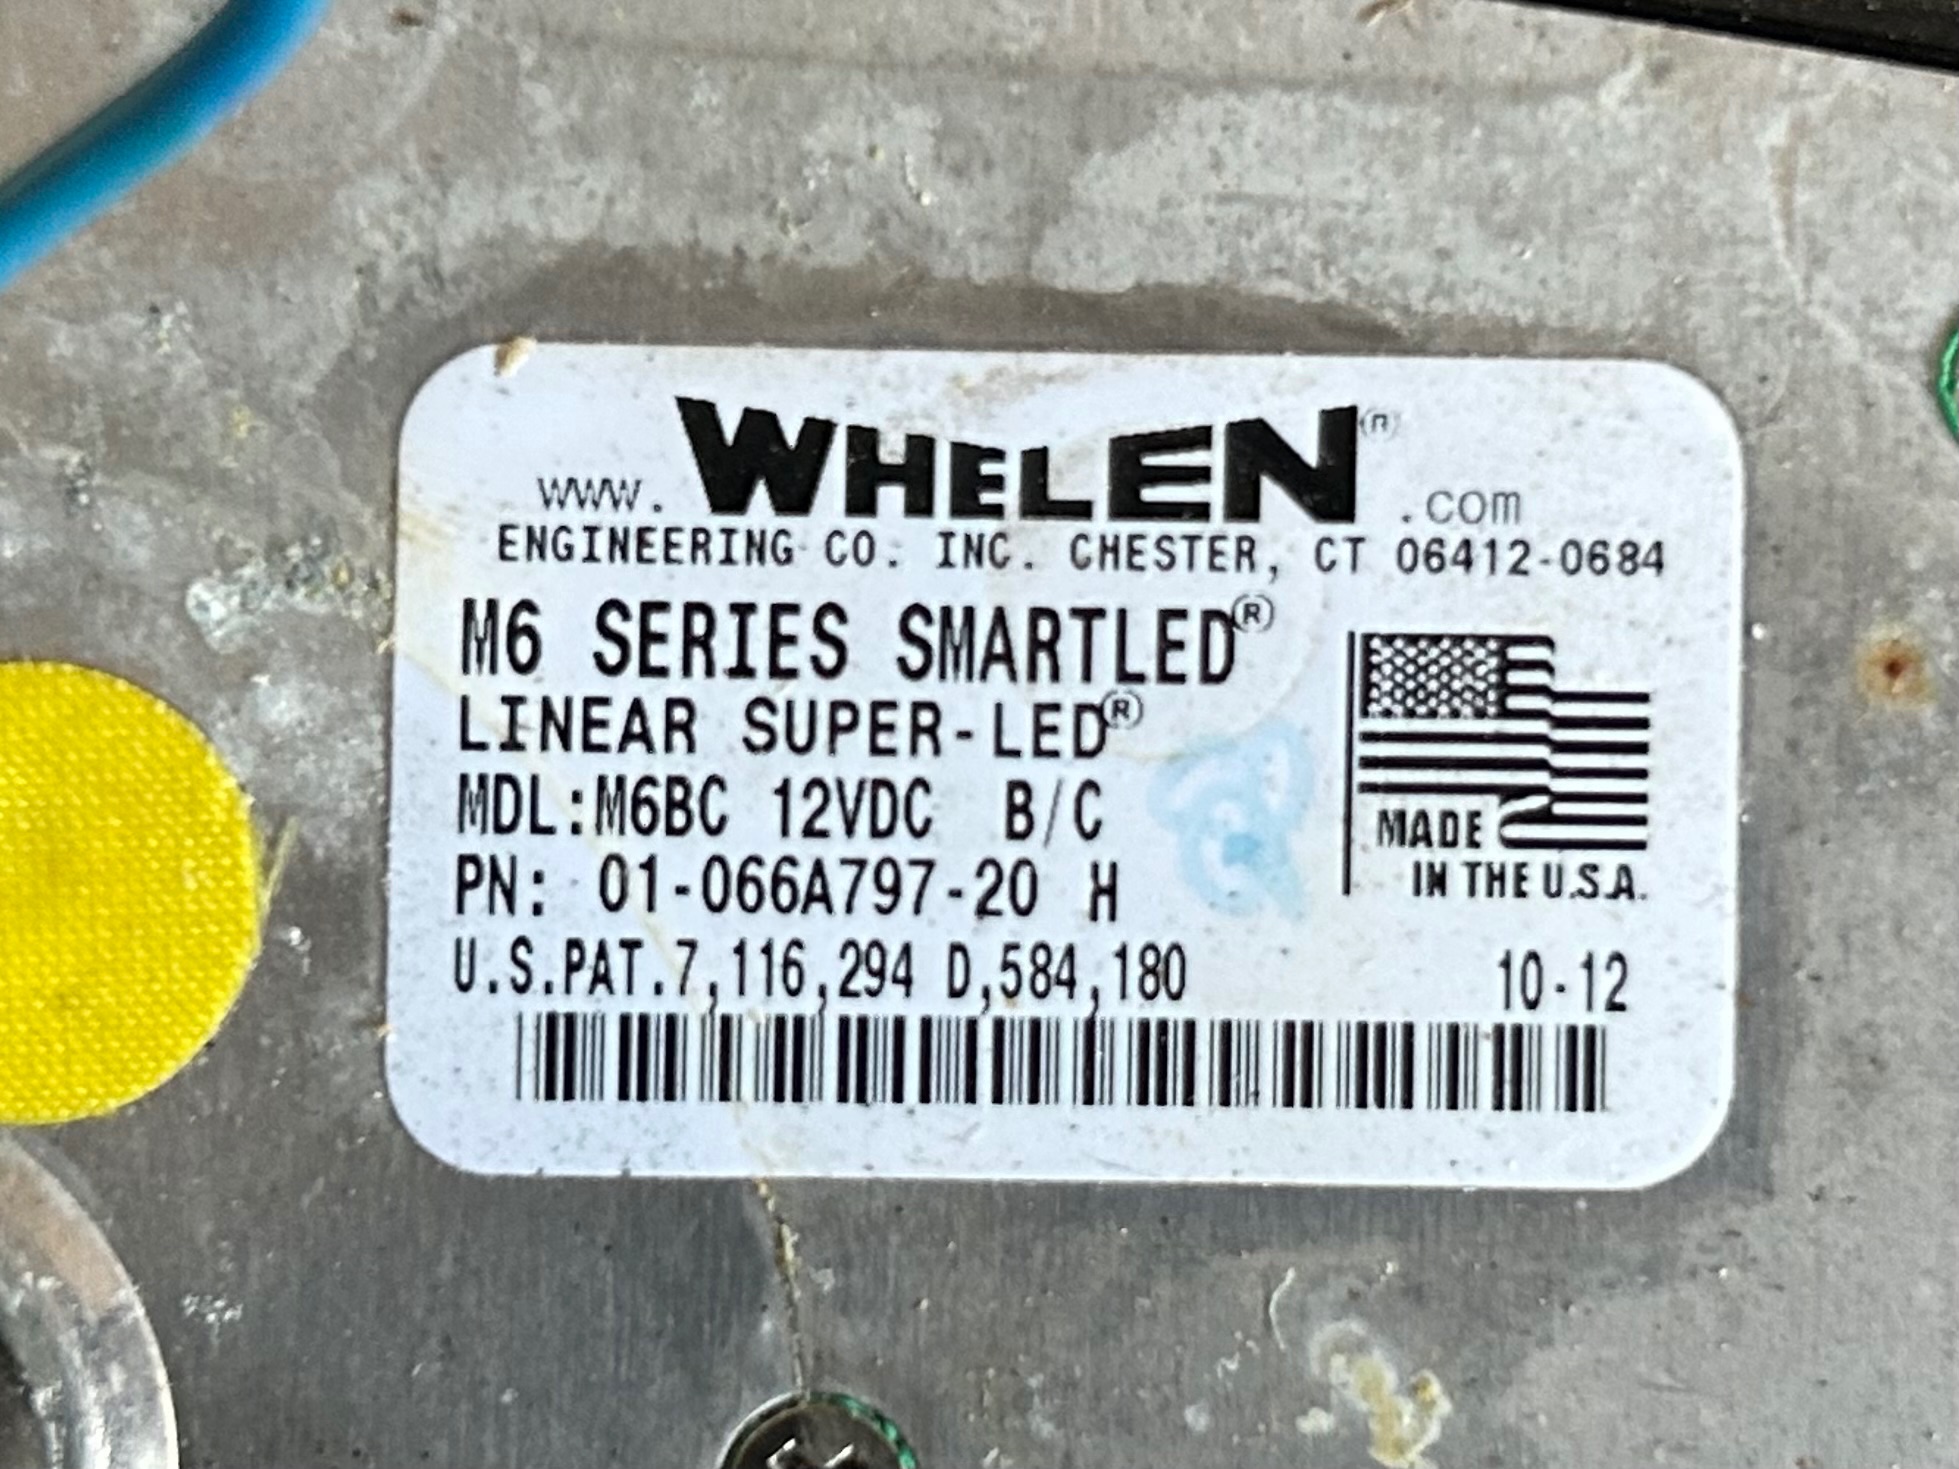 www.WHELEN®.com
ENGINEERING CO. INC. CHESTER, CT 06412-0684
M6 SERIES SMARTLED®
LINEAR SUPER-LED®
MDL:M6BC 12VDC B/C
PN: 01-066A797-20 H
MADE
IN THE U.S.A.
U.S.PAT.7,116,294 D,584,180 10-12